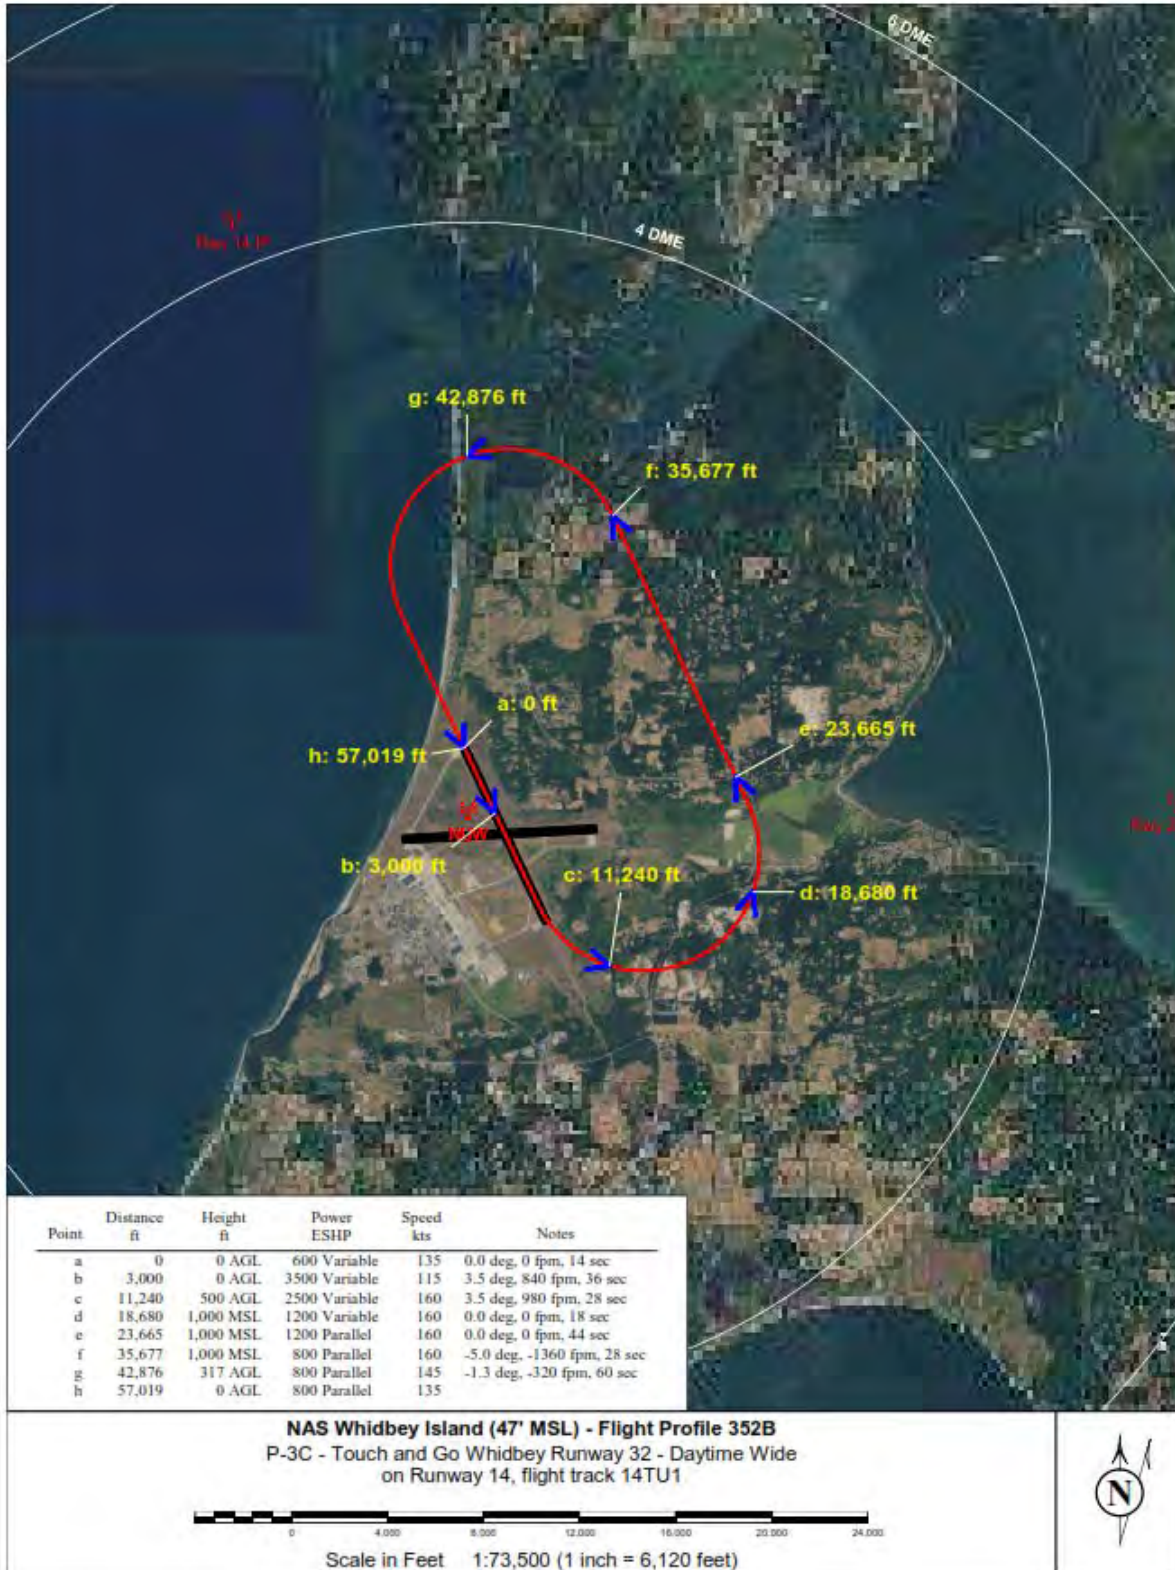 6 DME
4 DME
g: 42,876 ft
f: 35,677 ft
a: 0 ft
e: 23,665 ft
h: 57,019 ft
b: 3,000 ft
c: 11,240 ft
d: 18,680 ft
Point Distance ft Height ft Power ESHP Speed kts Notes
a 0 0 AGL 600 Variable 135 0.0 deg, 0 fpm, 14 sec
b 3,000 0 AGL 3500 Variable 115 3.5 deg, 840 fpm, 36 sec
c 11,240 500 AGL 2500 Variable 160 3.5 deg, 980 fpm, 28 sec
d 18,680 1,000 MSL 1200 Variable 160 0.0 deg, 0 fpm, 18 sec
e 23,665 1,000 MSL 1200 Parallel 160 0.0 deg, 0 fpm, 44 sec
f 35,677 1,000 MSL 800 Parallel 160 -5.0 deg, -1360 fpm, 28 sec
g 42,876 317 AGL 800 Parallel 145 -1.3 deg, -320 fpm, 60 sec
h 57,019 0 AGL 800 Parallel 135
NAS Whidbey Island (47' MSL) - Flight Profile 352B
P-3C - Touch and Go Whidbey Runway 32 - Daytime Wide
on Runway 14, flight track 14TU1
0 4,000 8,000 12,000 16,000 20,000 24,000
Scale in Feet 1:73,500 (1 inch = 6,120 feet)
N